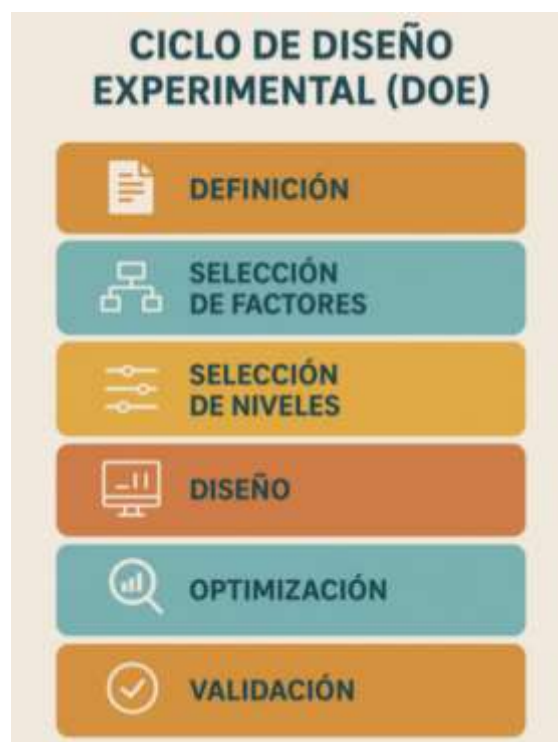 CICLO DE DISEÑO
EXPERIMENTAL (DOE)
DEFINICIÓN
SELECCIÓN
DE FACTORES
SELECCIÓN
DE NIVELES
DISEÑO
OPTIMIZACIÓN
VALIDACIÓN